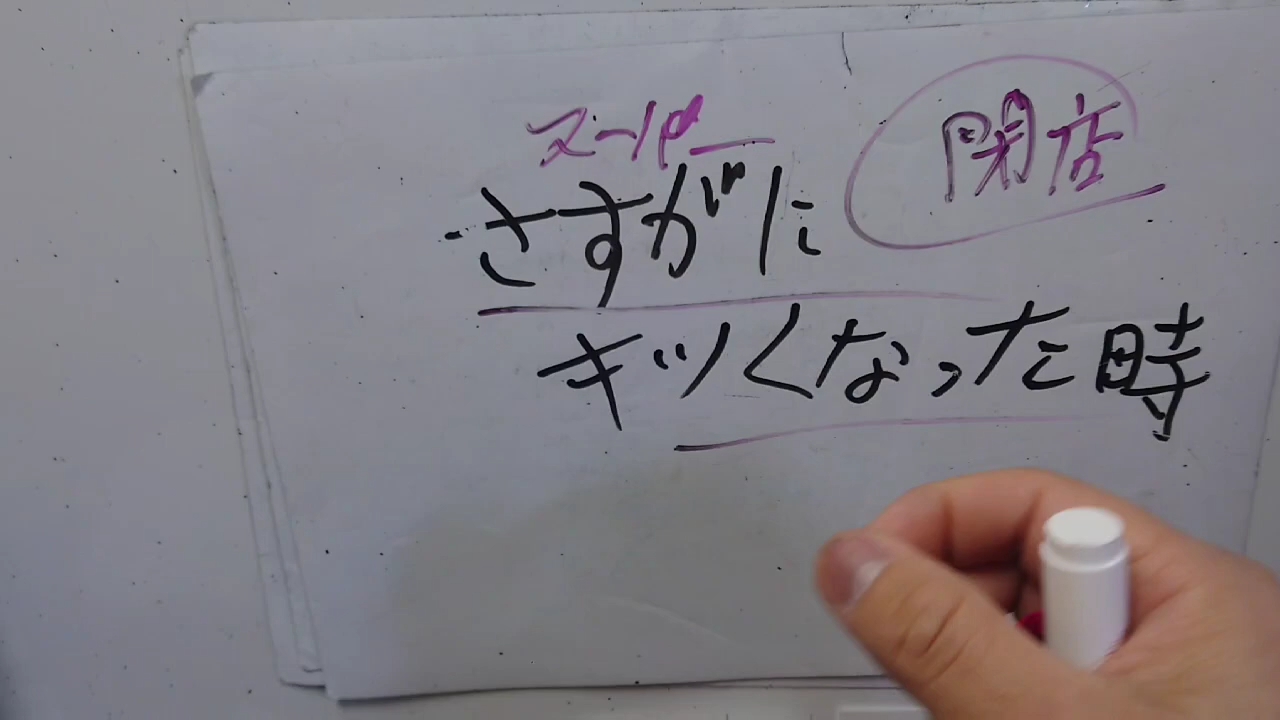 スーパー
閉店
・さすがに
キツくなった時